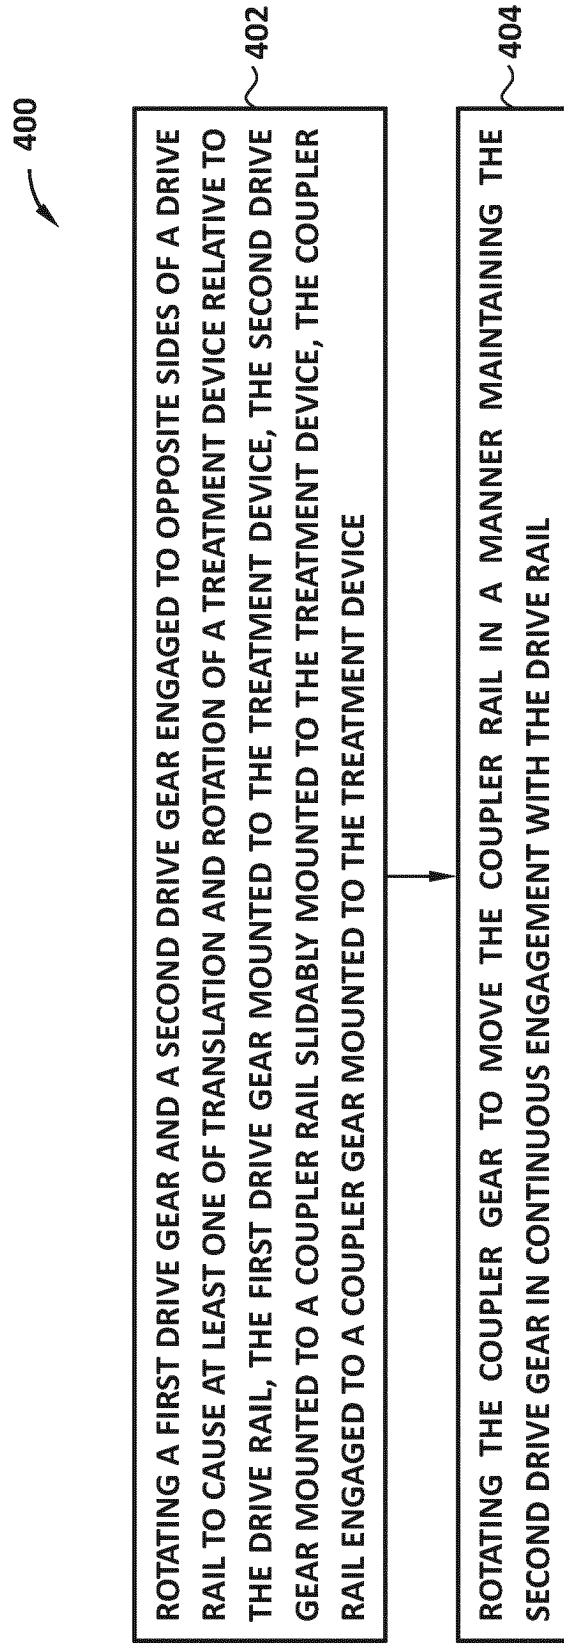 400
402
ROTATING A FIRST DRIVE GEAR AND A SECOND DRIVE GEAR ENGAGED TO OPPOSITE SIDES OF A DRIVE
RAIL TO CAUSE AT LEAST ONE OF TRANSLATION AND ROTATION OF A TREATMENT DEVICE RELATIVE TO
THE DRIVE RAIL, THE FIRST DRIVE GEAR MOUNTED TO THE TREATMENT DEVICE, THE SECOND DRIVE
GEAR MOUNTED TO A COUPLER RAIL SLIDABLY MOUNTED TO THE TREATMENT DEVICE, THE COUPLER
RAIL ENGAGED TO A COUPLER GEAR MOUNTED TO THE TREATMENT DEVICE
404
ROTATING THE COUPLER GEAR TO MOVE THE COUPLER RAIL IN A MANNER MAINTAINING THE
SECOND DRIVE GEAR IN CONTINUOUS ENGAGEMENT WITH THE DRIVE RAIL